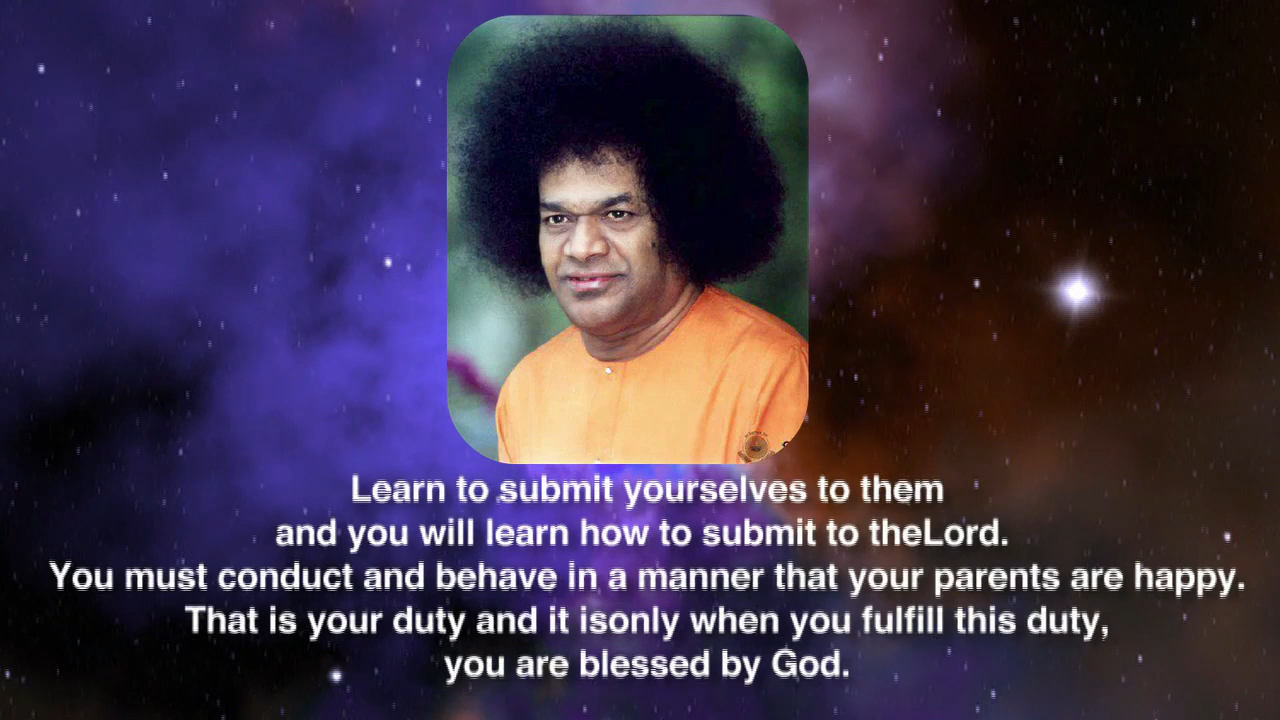 Learn to submit yourselves to them
and you will learn how to submit to theLord.
You must conduct and behave in a manner that your parents are happy.
That is your duty and it isonly when you fulfill this duty,
you are blessed by God.